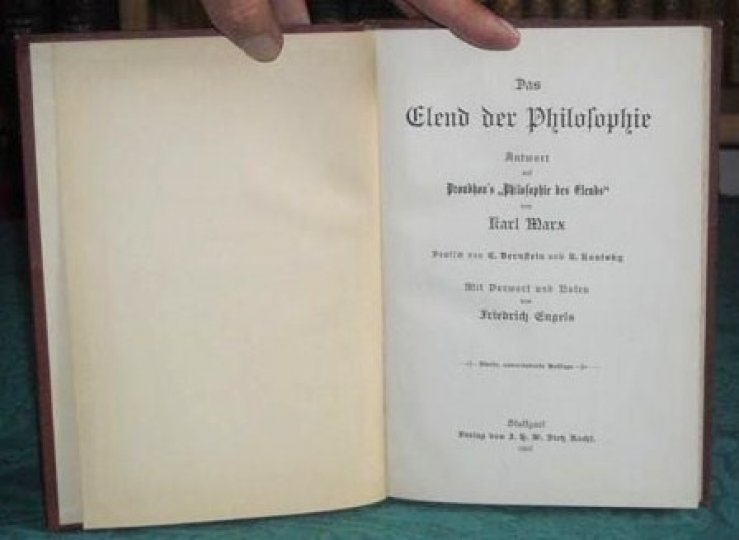 Das
Elend der Philosophie
Antwort
auf
Proudhon's „Philosophie des Elends“
von
Karl Marx
Deutsch von E. Bernstein und K. Kautsky
Mit Vorwort und Noten
von
Friedrich Engels
Auflage
Stuttgart
Verlag von J. H. W. Dietz Nachf.